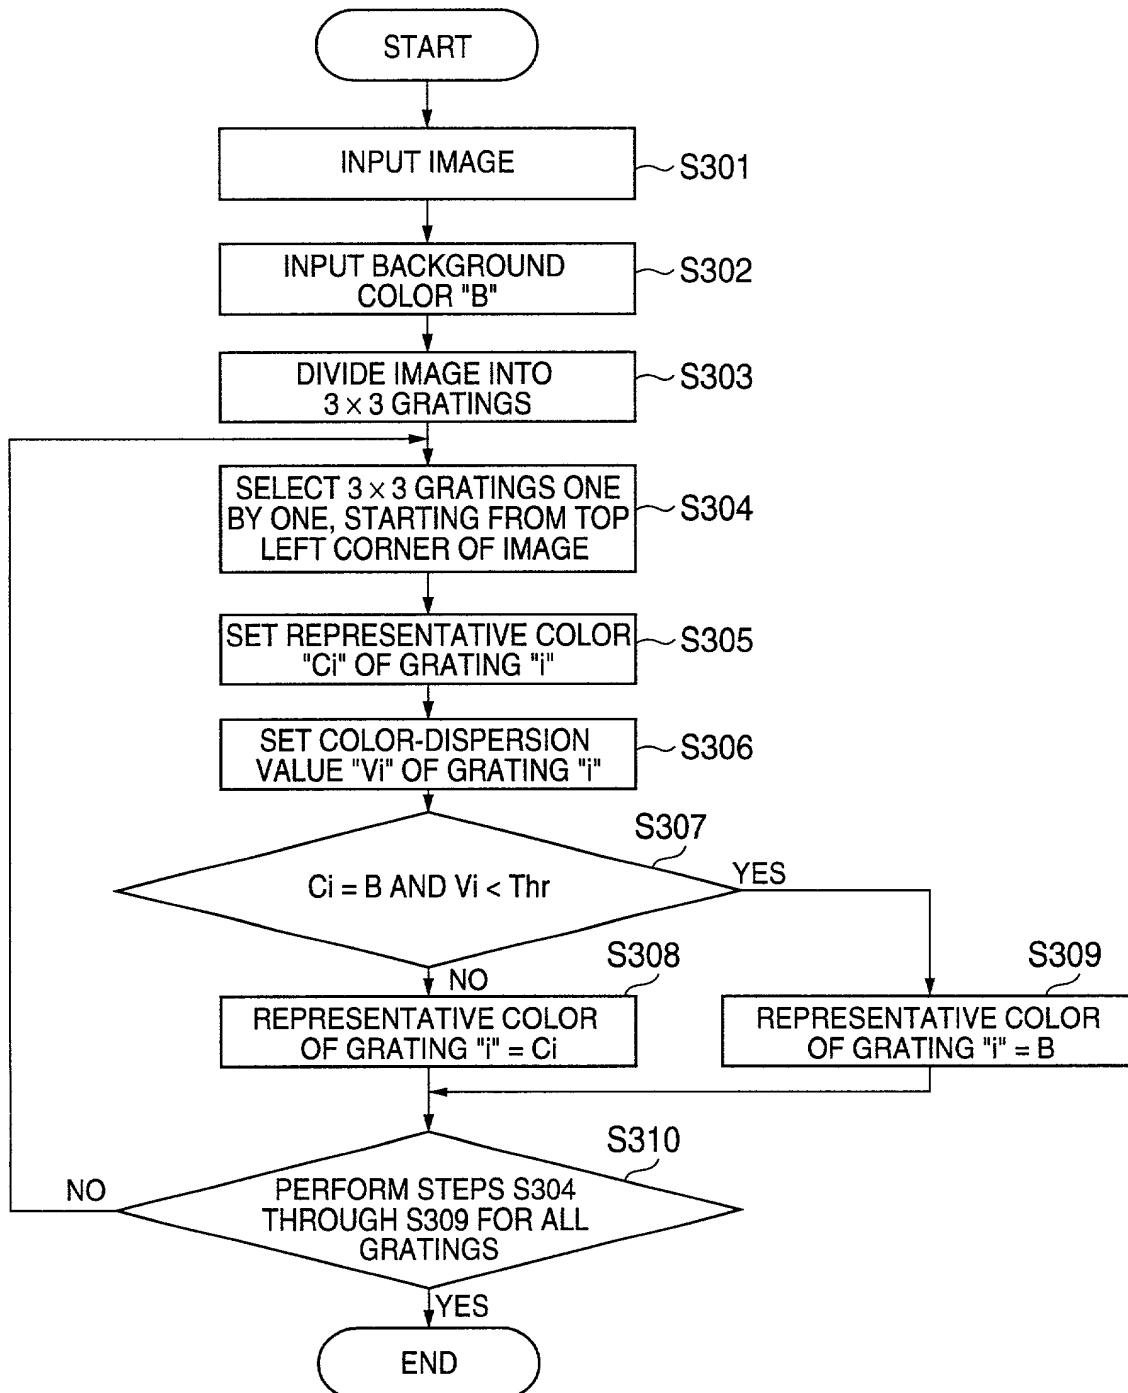 START
INPUT IMAGE
S301
INPUT BACKGROUND
COLOR "B"
S302
DIVIDE IMAGE INTO
3 × 3 GRATINGS
S303
SELECT 3 × 3 GRATINGS ONE
BY ONE, STARTING FROM TOP
LEFT CORNER OF IMAGE
S304
SET REPRESENTATIVE COLOR
"Ci" OF GRATING "i"
S305
SET COLOR-DISPERSION
VALUE "Vi" OF GRATING "i"
S306
S307
Ci = B AND Vi < Thr
YES
NO
S308
REPRESENTATIVE COLOR
OF GRATING "i" = Ci
S309
REPRESENTATIVE COLOR
OF GRATING "i" = B
S310
NO
PERFORM STEPS S304
THROUGH S309 FOR ALL
GRATINGS
YES
END